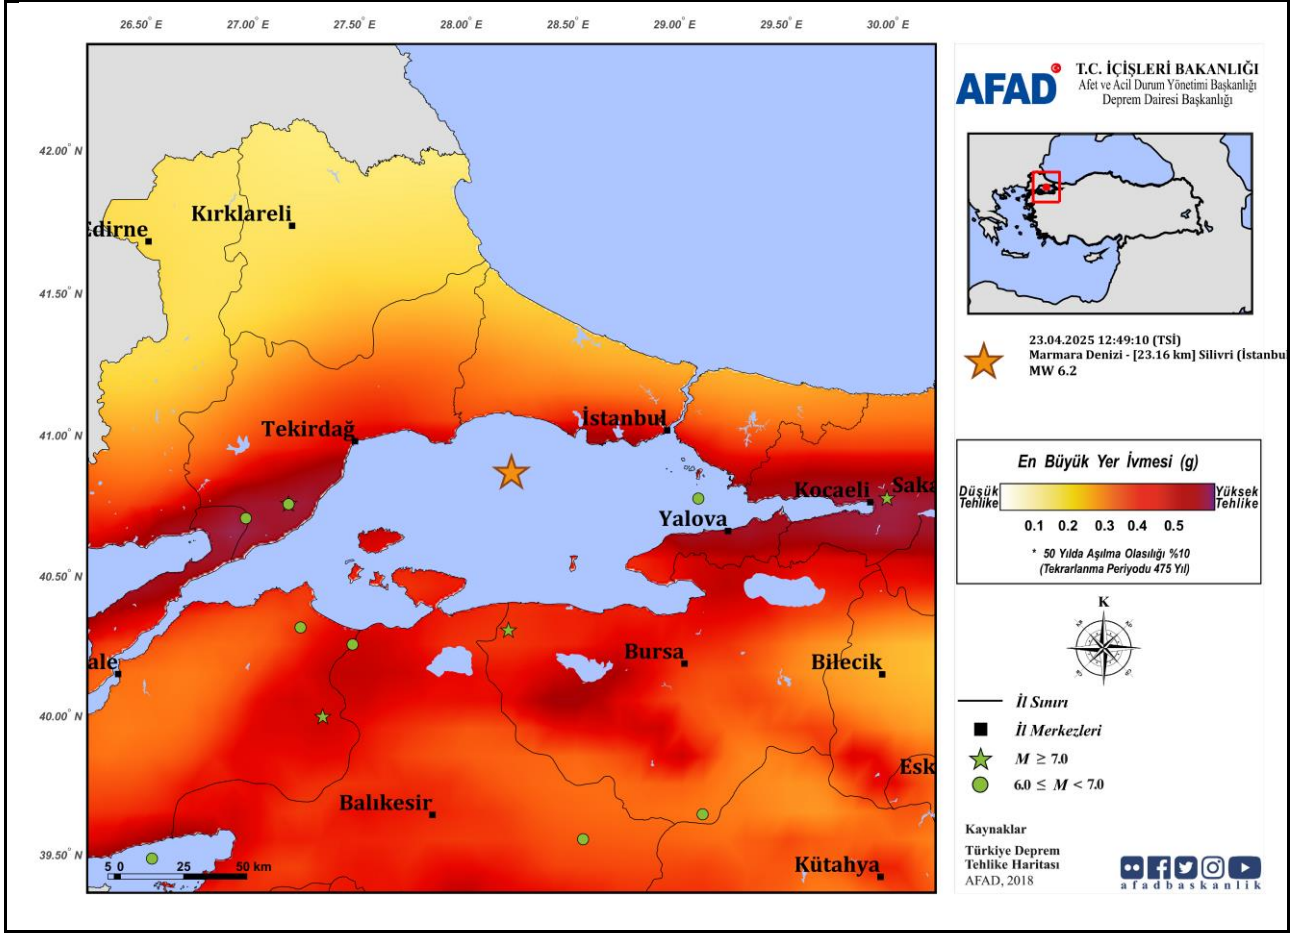 26.50° E 27.00° E 27.50° E 28.00° E 28.50° E 29.00° E 29.50° E 30.00° E
42.00° N
41.50° N
41.00° N
40.50° N
40.00° N
39.50° N
Kırklareli
Edirne
Tekirdağ
İstanbul
Kocaeli
Saka
Yalova
Bursa
Bilecik
ale
Esk
Balıkesir
Kütahya
5 0 25 50 km
AFAD
T.C. İÇİŞLERİ BAKANLIĞI
Afet ve Acil Durum Yönetimi Başkanlığı
Deprem Dairesi Başkanlığı
23.04.2025 12:49:10 (TSİ)
Marmara Denizi - [23.16 km] Silivri (İstanbu
MW 6.2
En Büyük Yer İvmesi (g)
Düşük Tehlike
Yüksek Tehlike
0.1 0.2 0.3 0.4 0.5
* 50 Yılda Aşılma Olasılığı %10
(Tekrarlanma Periyodu 475 Yıl)
K
İl Sınırı
İl Merkezleri
M ≥ 7.0
6.0 ≤ M < 7.0
Kaynaklar
Türkiye Deprem
Tehlike Haritası
AFAD, 2018
afadbaskanlik